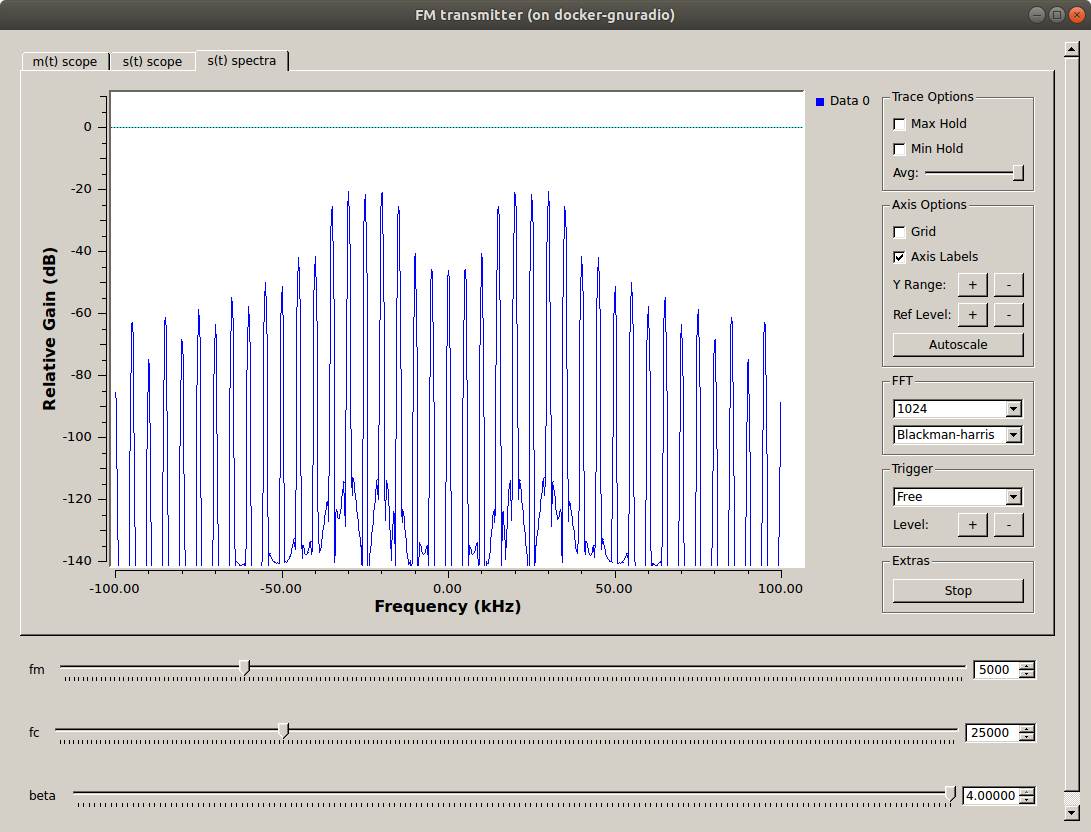 FM transmitter (on docker-gnuradio)
m(t) scope
s(t) scope
s(t) spectra
Relative Gain (dB)
0
-20
-40
-60
-80
-100
-120
-140
-100.00
-50.00
0.00
50.00
100.00
Frequency (kHz)
Data 0
Trace Options
Max Hold
Min Hold
Avg:
Axis Options
Grid
Axis Labels
Y Range: + -
Ref Level: + -
Autoscale
FFT
1024
Blackman-harris
Trigger
Free
Level: + -
Extras
Stop
fm 5000
fc 25000
beta 4.00000